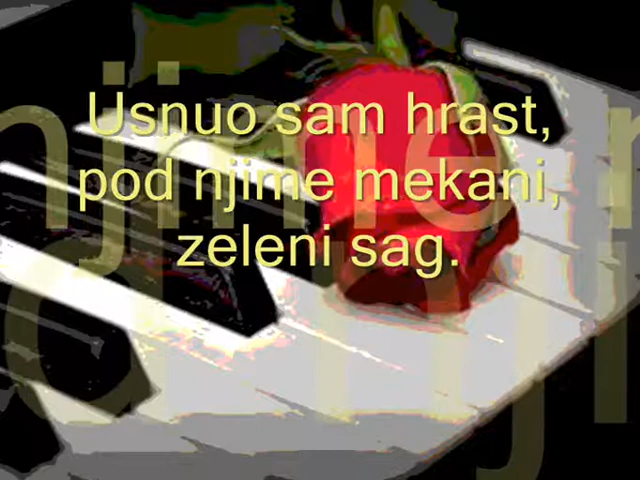 Usnuo sam hrast,
pod njime mekani,
zeleni sag.